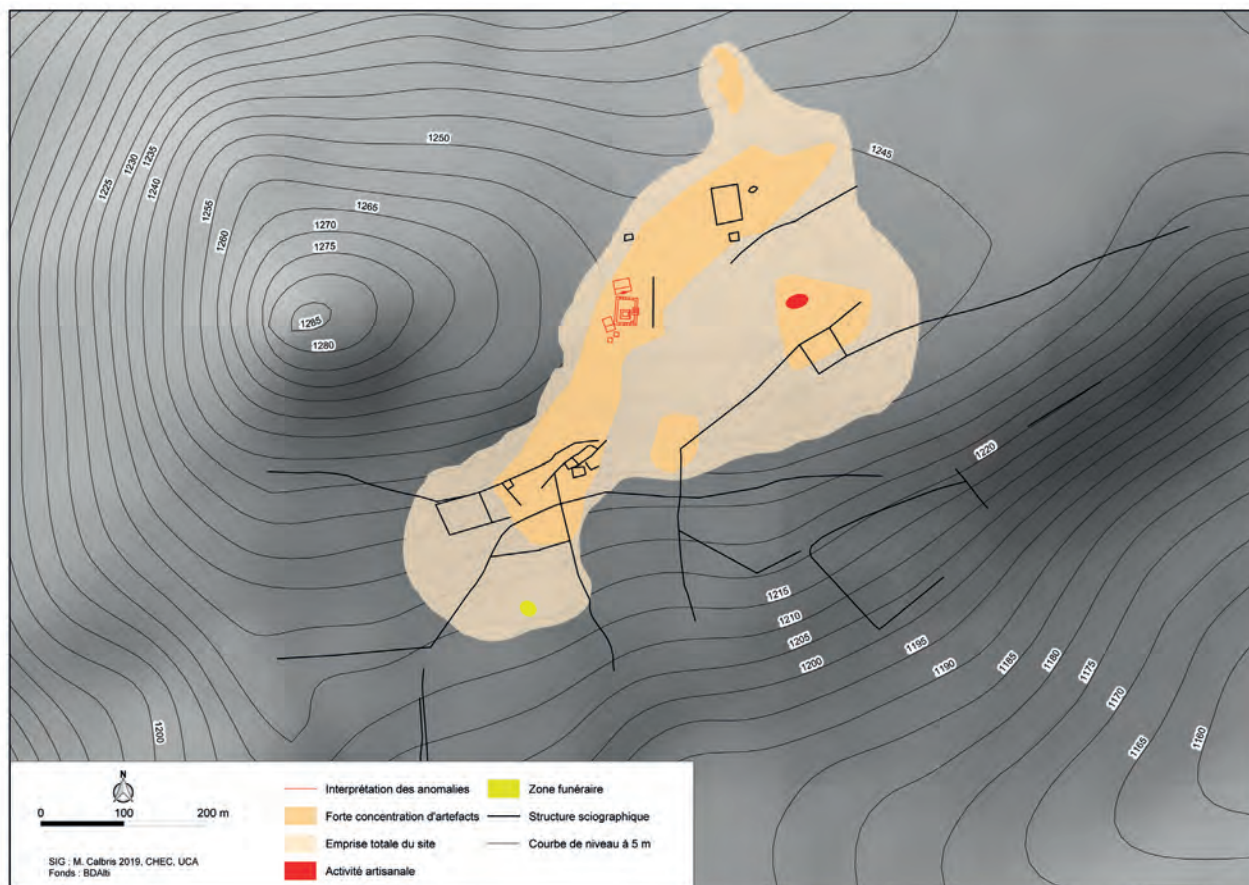 1250
1245
1235
1230
1225
1240
1255
1260
1265
1270
1275
1285
1280
1220
1215
1210
1205
1200
1195
1190
1185
1180
1175
1170
1165
1160
1200
N
0 100 200 m
SIG : M. Calbris 2019, CHEC, UCA
Fonds : BDAlti
Interprétation des anomalies
Forte concentration d'artefacts
Emprise totale du site
Activité artisanale
Zone funéraire
Structure sciographique
Courbe de niveau à 5 m